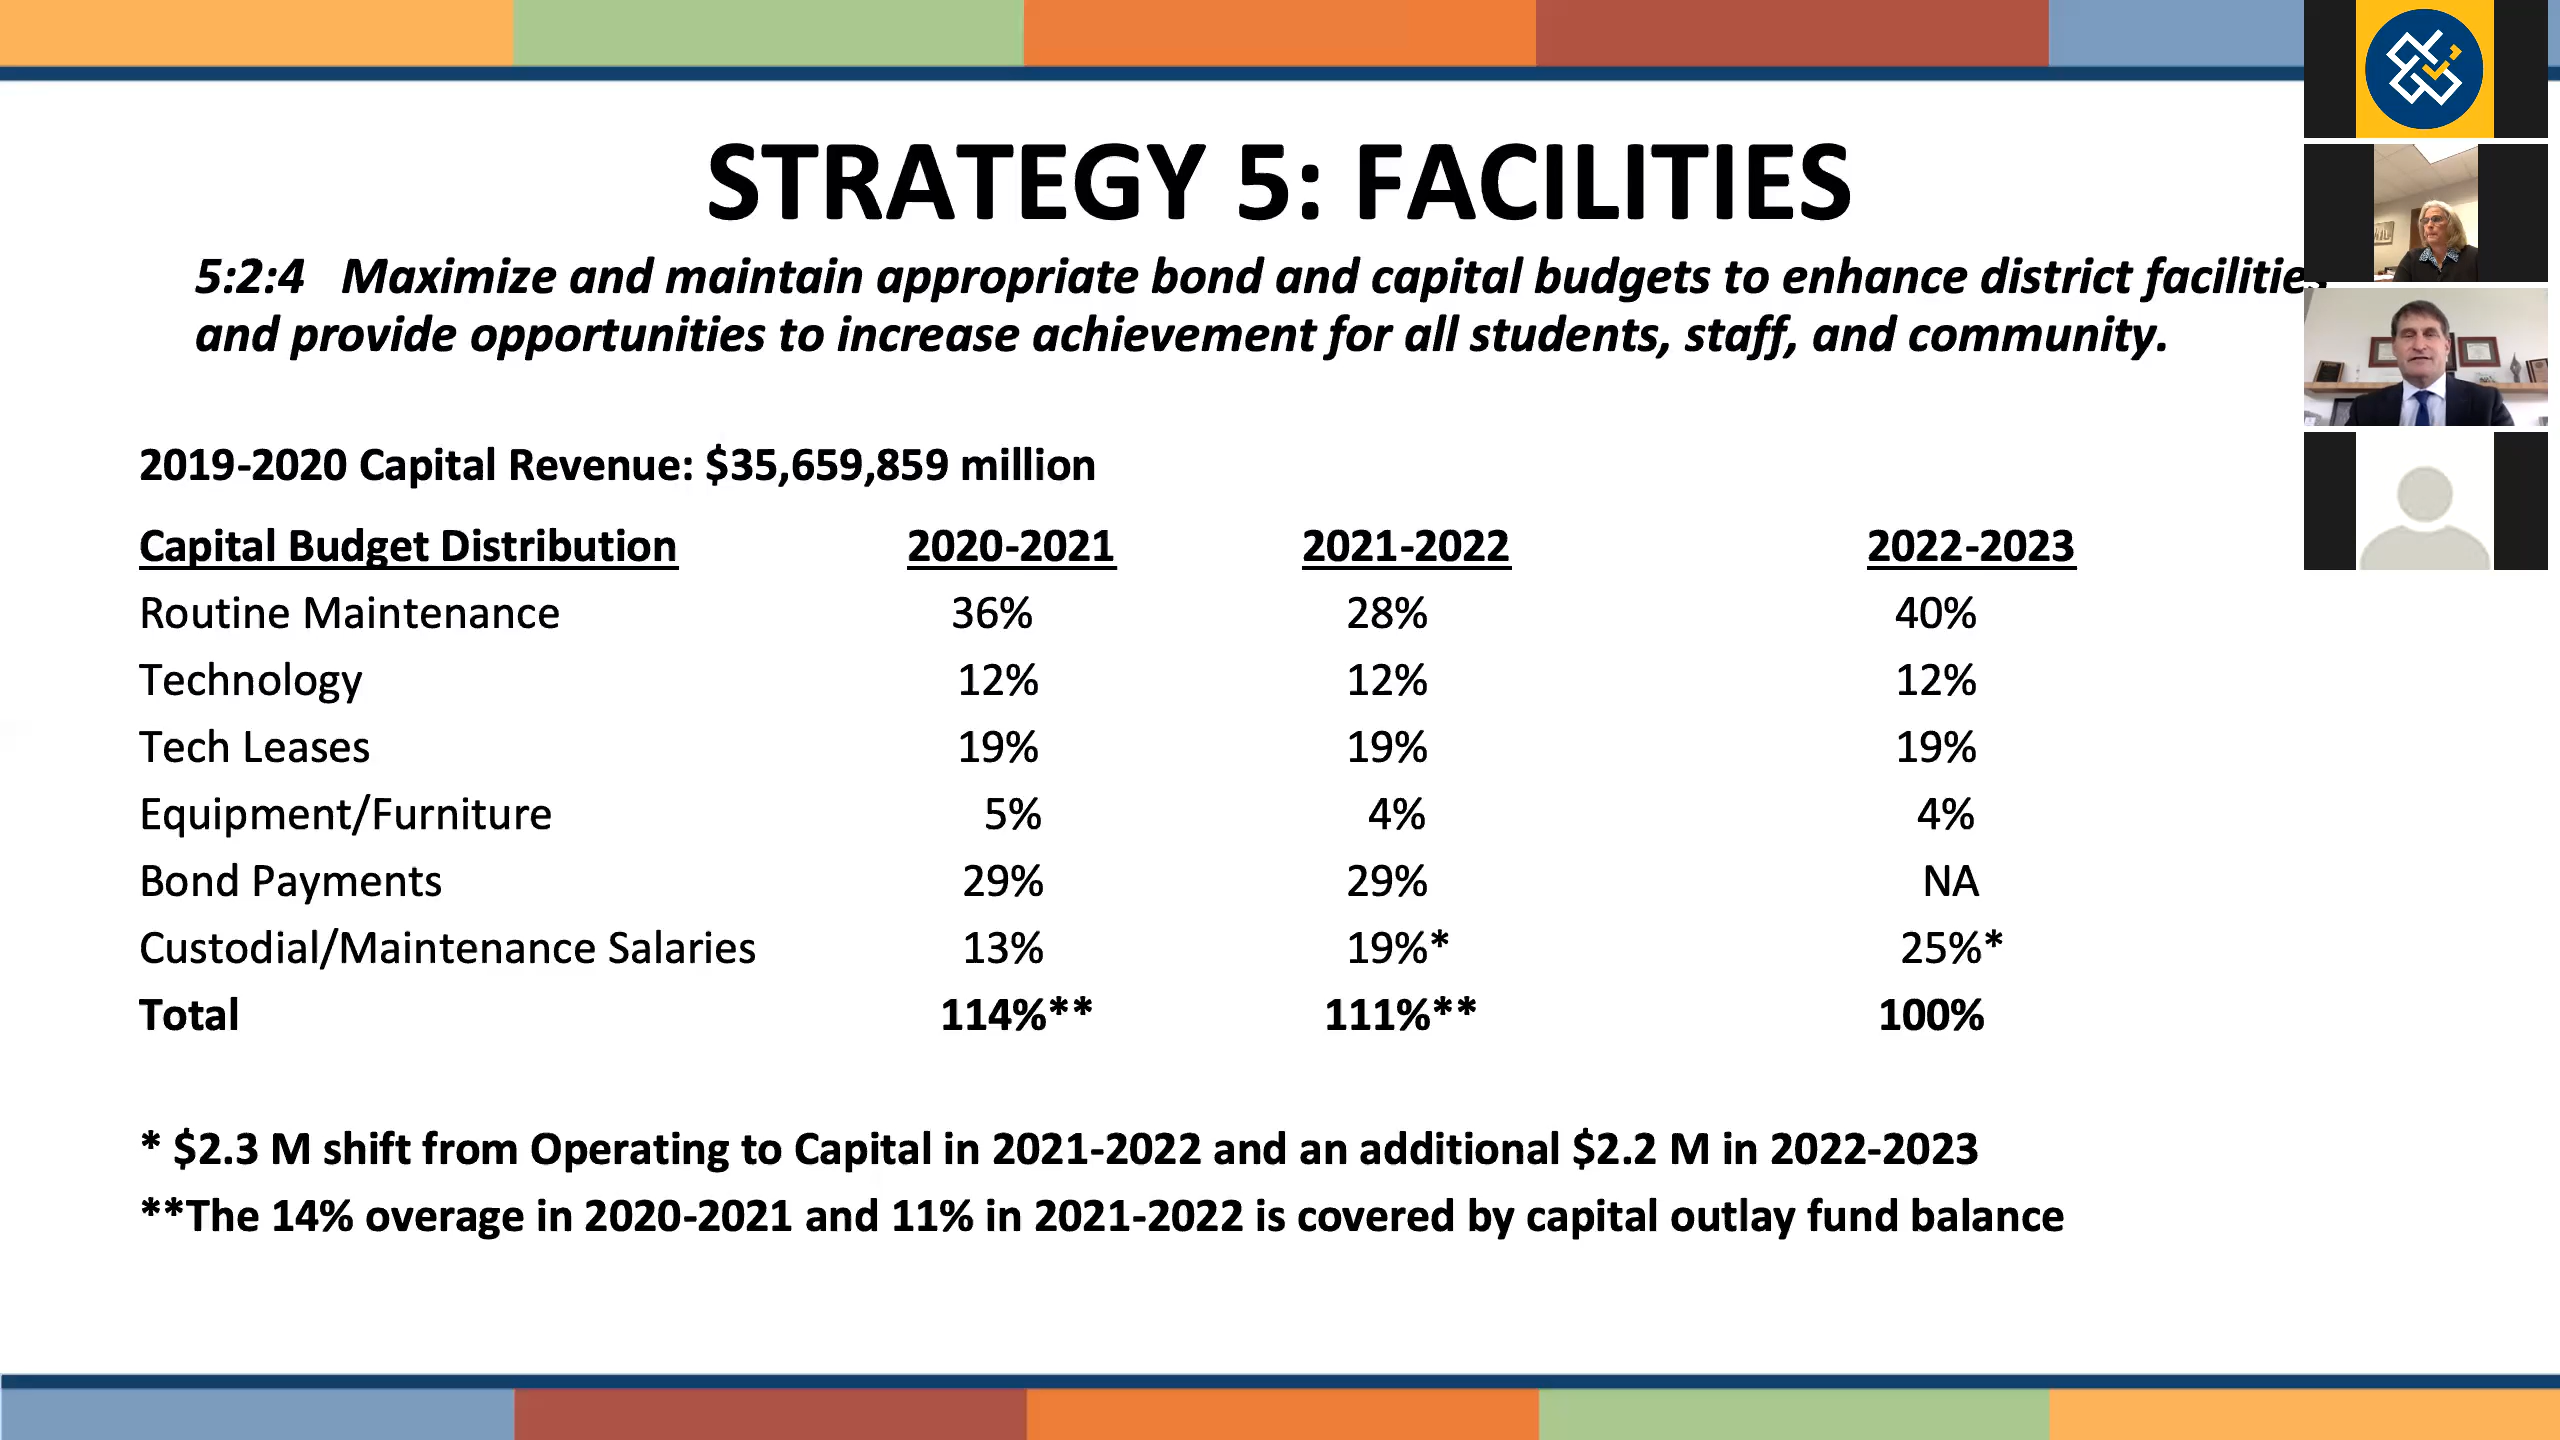 STRATEGY 5: FACILITIES
5:2:4 Maximize and maintain appropriate bond and capital budgets to enhance district facilities
and provide opportunities to increase achievement for all students, staff, and community.
2019-2020 Capital Revenue: $35,659,859 million
Capital Budget Distribution 2020-2021 2021-2022 2022-2023
Routine Maintenance 36% 28% 40%
Technology 12% 12% 12%
Tech Leases 19% 19% 19%
Equipment/Furniture 5% 4% 4%
Bond Payments 29% 29% NA
Custodial/Maintenance Salaries 13% 19%* 25%*
Total 114%** 111%** 100%
* $2.3 M shift from Operating to Capital in 2021-2022 and an additional $2.2 M in 2022-2023
**The 14% overage in 2020-2021 and 11% in 2021-2022 is covered by capital outlay fund balance